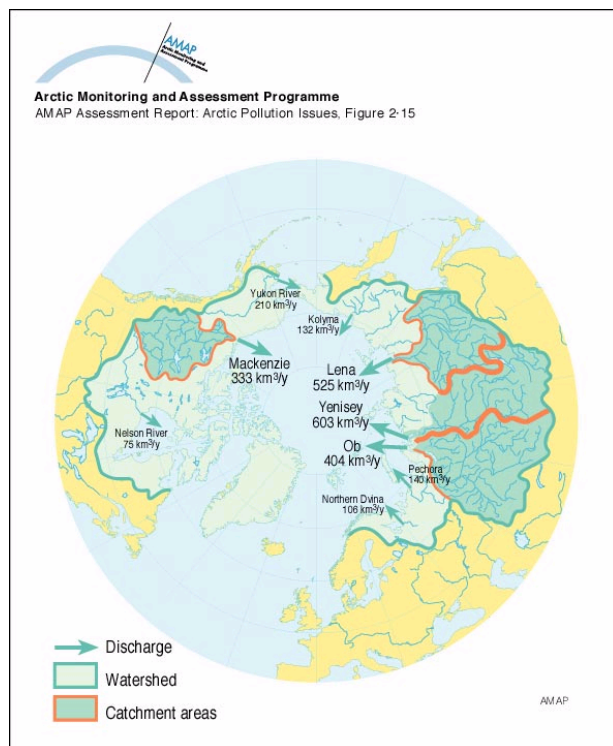 AMAP
Arctic Monitoring and
Assessment Programme
Arctic Monitoring and Assessment Programme
AMAP Assessment Report: Arctic Pollution Issues, Figure 2-15
Yukon River
210 km³/y
Kolyma
132 km³/y
Mackenzie
333 km³/y
Lena
525 km³/y
Yenisey
603 km³/y
Nelson River
75 km³/y
Ob
404 km³/y
Pechora
140 km³/y
Northern Dvina
106 km³/y
Discharge
Watershed
Catchment areas
AMAP